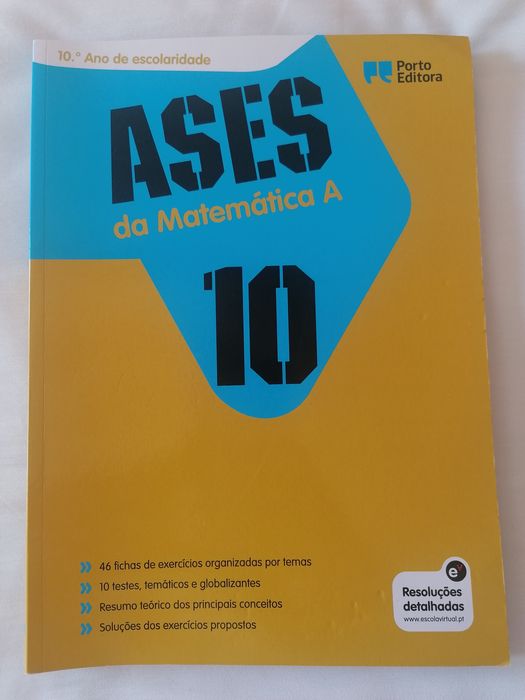 10.º Ano de escolaridade
Porto
Editora
ASES
da Matemática A
10
46 fichas de exercícios organizadas por temas
10 testes, temáticos e globalizantes
Resumo teórico dos principais conceitos
Soluções dos exercícios propostos
ev
Resoluções
detalhadas
www.escolavirtual.pt